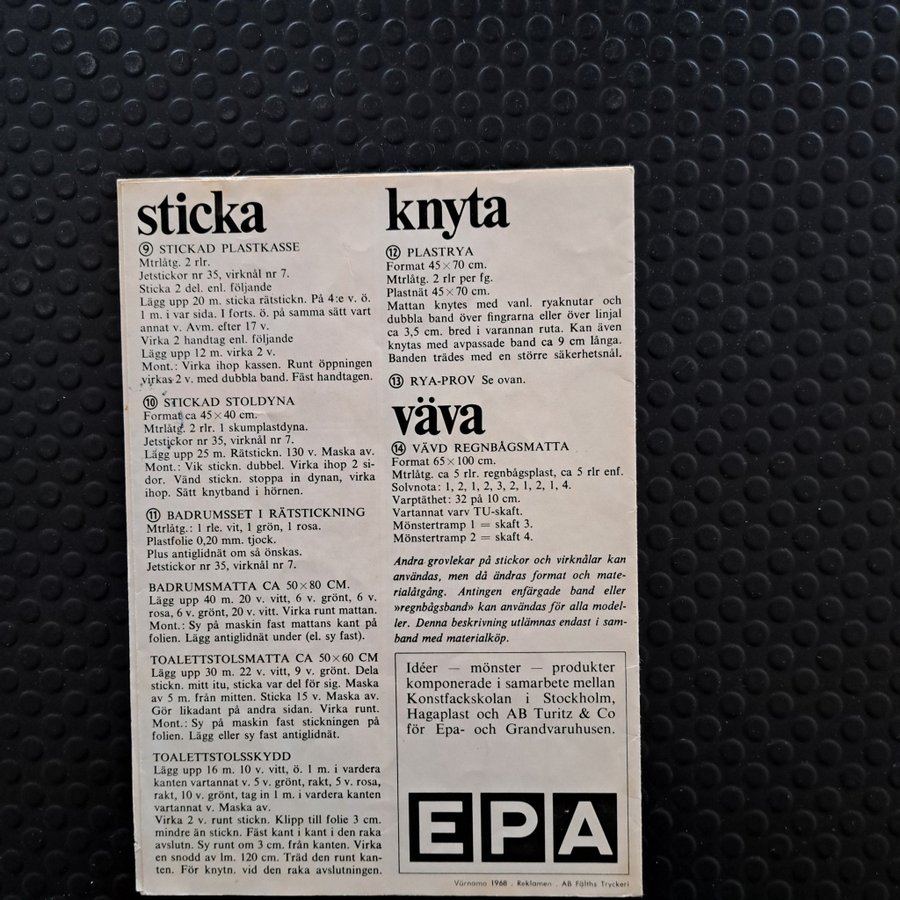 sticka
⑨ STICKAD PLASTKASSE
Mtrlåtg. 2 rlr.
Jetstickor nr 35, virknål nr 7.
Sticka 2 del. enl. följande
Lägg upp 20 m. sticka rätstickn. På 4:e v. ö.
1 m. i var sida. I forts. ö. på samma sätt vart
annat v. Avm. efter 17 v.
Virka 2 handtag enl. följande
Lägg upp 12 m. virka 2 v.
Mont.: Virka ihop kassen. Runt öppningen
virkas 2 v. med dubbla band. Fäst handtagen.
⑩ STICKAD STOLDYNA
Format ca 45×40 cm.
Mtrlåtg. 2 rlr. 1 skumplastdyna.
Jetstickor nr 35, virknål nr 7.
Lägg upp 25 m. Rätstickn. 130 v. Maska av.
Mont.: Vik stickn. dubbel. Virka ihop 2 si-
dor. Vänd stickn. stoppa in dynan, virka
ihop. Sätt knytband i hörnen.
⑪ BADRUMSSET I RÄTSTICKNING
Mtrlåtg.: 1 rle. vit, 1 grön, 1 rosa.
Plastfolie 0,20 mm. tjock.
Plus antiglidnät om så önskas.
Jetstickor nr 35, virknål nr 7.
BADRUMSMATTA CA 50×80 CM.
Lägg upp 40 m. 20 v. vitt, 6 v. grönt, 6 v.
rosa, 6 v. grönt, 20 v. vitt. Virka runt mattan.
Mont.: Sy på maskin fast mattans kant på
folien. Lägg antiglidnät under (el. sy fast).
TOALETTSTOLSMATTA CA 50×60 CM
Lägg upp 30 m. 22 v. vitt, 9 v. grönt. Dela
stickn. mitt itu, sticka var del för sig. Maska
av 5 m. från mitten. Sticka 15 v. Maska av.
Gör likadant på andra sidan. Virka runt.
Mont.: Sy på maskin fast stickningen på
folien. Lägg eller sy fast antiglidnät.
TOALETTSTOLSSKYDD
Lägg upp 16 m. 10 v. vitt, ö. 1 m. i vardera
kanten vartannat v. 5 v. grönt, rakt, 5 v. rosa,
rakt, 10 v. grönt, tag in 1 m. i vardera kanten
vartannat v. Maska av.
Virka 2 v. runt stickn. Klipp till folie 3 cm.
mindre än stickn. Fäst kant i kant i den raka
avslutn. Sy runt om 3 cm. från kanten. Virka
en snodd av lm. 120 cm. Träd den runt kan-
ten. För knytn. vid den raka avslutningen.
knyta
⑫ PLASTRYA
Format 45×70 cm.
Mtrlåtg. 2 rlr per fg.
Plastnät 45×70 cm.
Mattan knytes med vanl. ryaknutar och
dubbla band över fingrarna eller över linjal
ca 3,5 cm. bred i varannan ruta. Kan även
knytas med avpassade band ca 9 cm långa.
Banden trädes med en större säkerhetsnål.
⑬ RYA-PROV Se ovan.
väva
⑭ VÄVD REGNBÅGSMATTA
Format 65×100 cm.
Mtrlåtg. ca 5 rlr. regnbågsplast, ca 5 rlr enf.
Solvnota: 1, 2, 1, 2, 3, 2, 1, 2, 1, 4.
Varptäthet: 32 på 10 cm.
Vartannat varv TU-skaft.
Mönstertramp 1 = skaft 3.
Mönstertramp 2 = skaft 4.
Andra grovlekar på stickor och virknålar kan
användas, men då ändras format och mate-
rialåtgång. Antingen enfärgade band eller
»regnbågsband» kan användas för alla model-
ler. Denna beskrivning utlämnas endast i sam-
band med materialköp.
Idéer — mönster — produkter
komponerade i samarbete mellan
Konstfackskolan i Stockholm,
Hagaplast och AB Turitz & Co
för Epa- och Grandvaruhusen.
EPA
Värnamo 1968 . Reklamen . AB Fälths Tryckeri